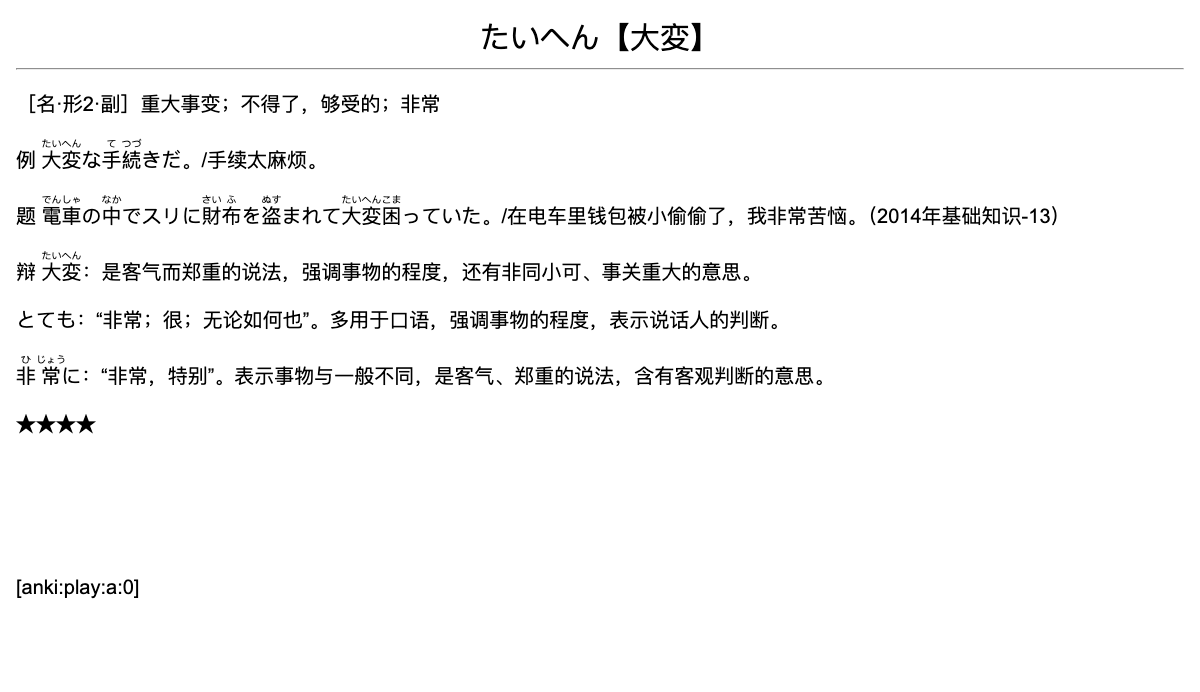 たいへん【大変】
［名·形2·副］重大事变；不得了，够受的；非常
たいへん てつづ
例 大変な手続きだ。/手续太麻烦。
でんしゃ なか さいふ ぬす たいへんこま
题 電車の中でスリに財布を盗まれて大変困っていた。/在电车里钱包被小偷偷了，我非常苦恼。（2014年基础知识-13）
たいへん
辩 大変：是客气而郑重的说法，强调事物的程度，还有非同小可、事关重大的意思。
とても：“非常；很；无论如何也”。多用于口语，强调事物的程度，表示说话人的判断。
ひ じょう
非常に：“非常，特别”。表示事物与一般不同，是客气、郑重的说法，含有客观判断的意思。
★★★★
[anki:play:a:0]